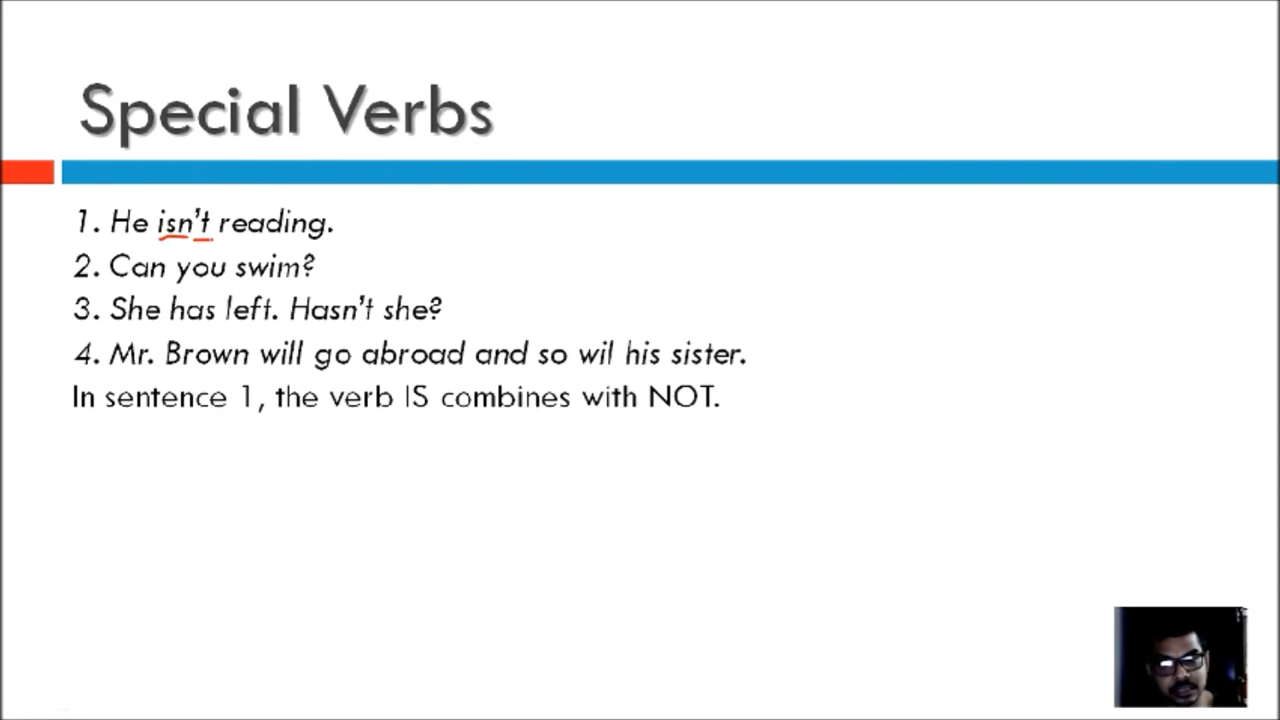 Special Verbs
1. He isn't reading.
2. Can you swim?
3. She has left. Hasn't she?
4. Mr. Brown will go abroad and so wil his sister.
In sentence 1, the verb IS combines with NOT.